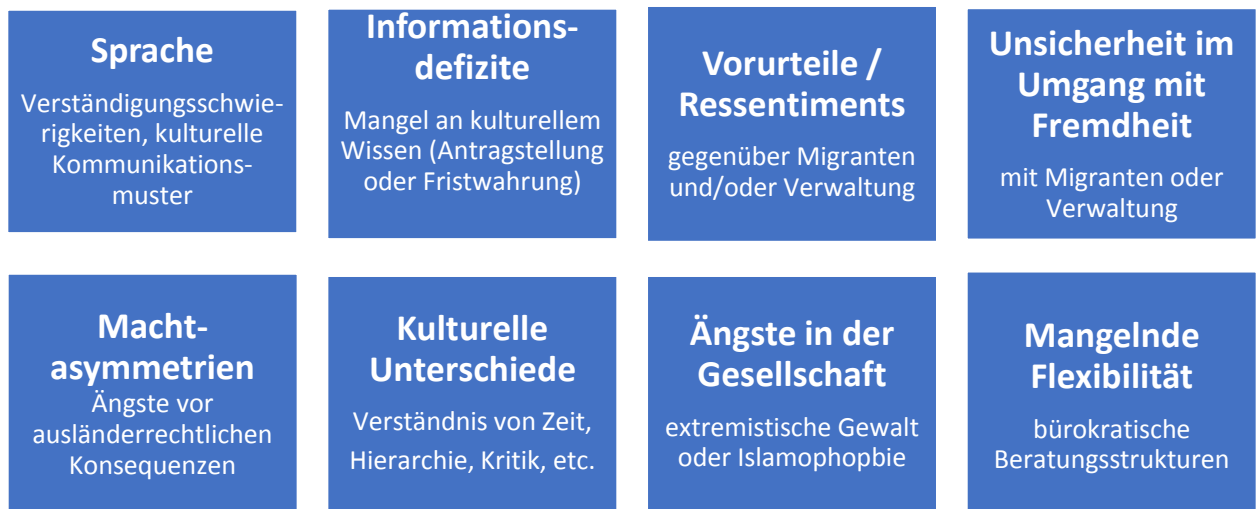 Sprache
Verständigungsschwie-
rigkeiten, kulturelle
Kommunikations-
muster
Informations-
defizite
Mangel an kulturellem
Wissen (Antragstellung
oder Fristwahrung)
Vorurteile /
Ressentiments
gegenüber Migranten
und/oder Verwaltung
Unsicherheit im
Umgang mit
Fremdheit
mit Migranten oder
Verwaltung
Macht-
asymmetrien
Ängste vor
ausländerrechtlichen
Konsequenzen
Kulturelle
Unterschiede
Verständnis von Zeit,
Hierarchie, Kritik, etc.
Ängste in der
Gesellschaft
extremistische Gewalt
oder Islamophopbie
Mangelnde
Flexibilität
bürokratische
Beratungsstrukturen